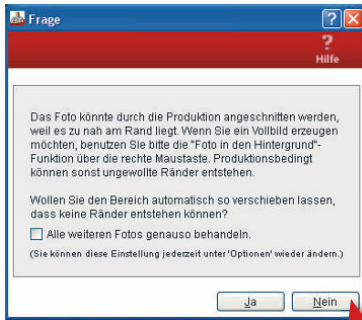 Frage
?
Hilfe
Das Foto könnte durch die Produktion angeschnitten werden,
weil es zu nah am Rand liegt. Wenn Sie ein Vollbild erzeugen
möchten, benutzen Sie bitte die "Foto in den Hintergrund"-
Funktion über die rechte Maustaste. Produktionsbedingt
können sonst ungewollte Ränder entstehen.
Wollen Sie den Bereich automatisch so verschieben lassen,
dass keine Ränder entstehen können?
Alle weiteren Fotos genauso behandeln.
(Sie können diese Einstellung jederzeit unter 'Optionen' wieder ändern.)
Ja Nein